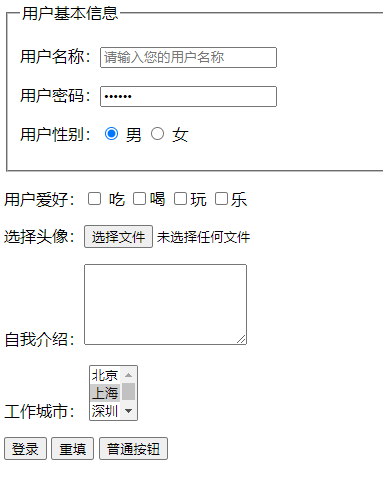 用户基本信息
用户名称：请输入您的用户名称
用户密码：••••••
用户性别： 男 女
用户爱好： 吃 喝 玩 乐
选择头像：选择文件 未选择任何文件
自我介绍：
北京
上海
工作城市：深圳
登录 重填 普通按钮